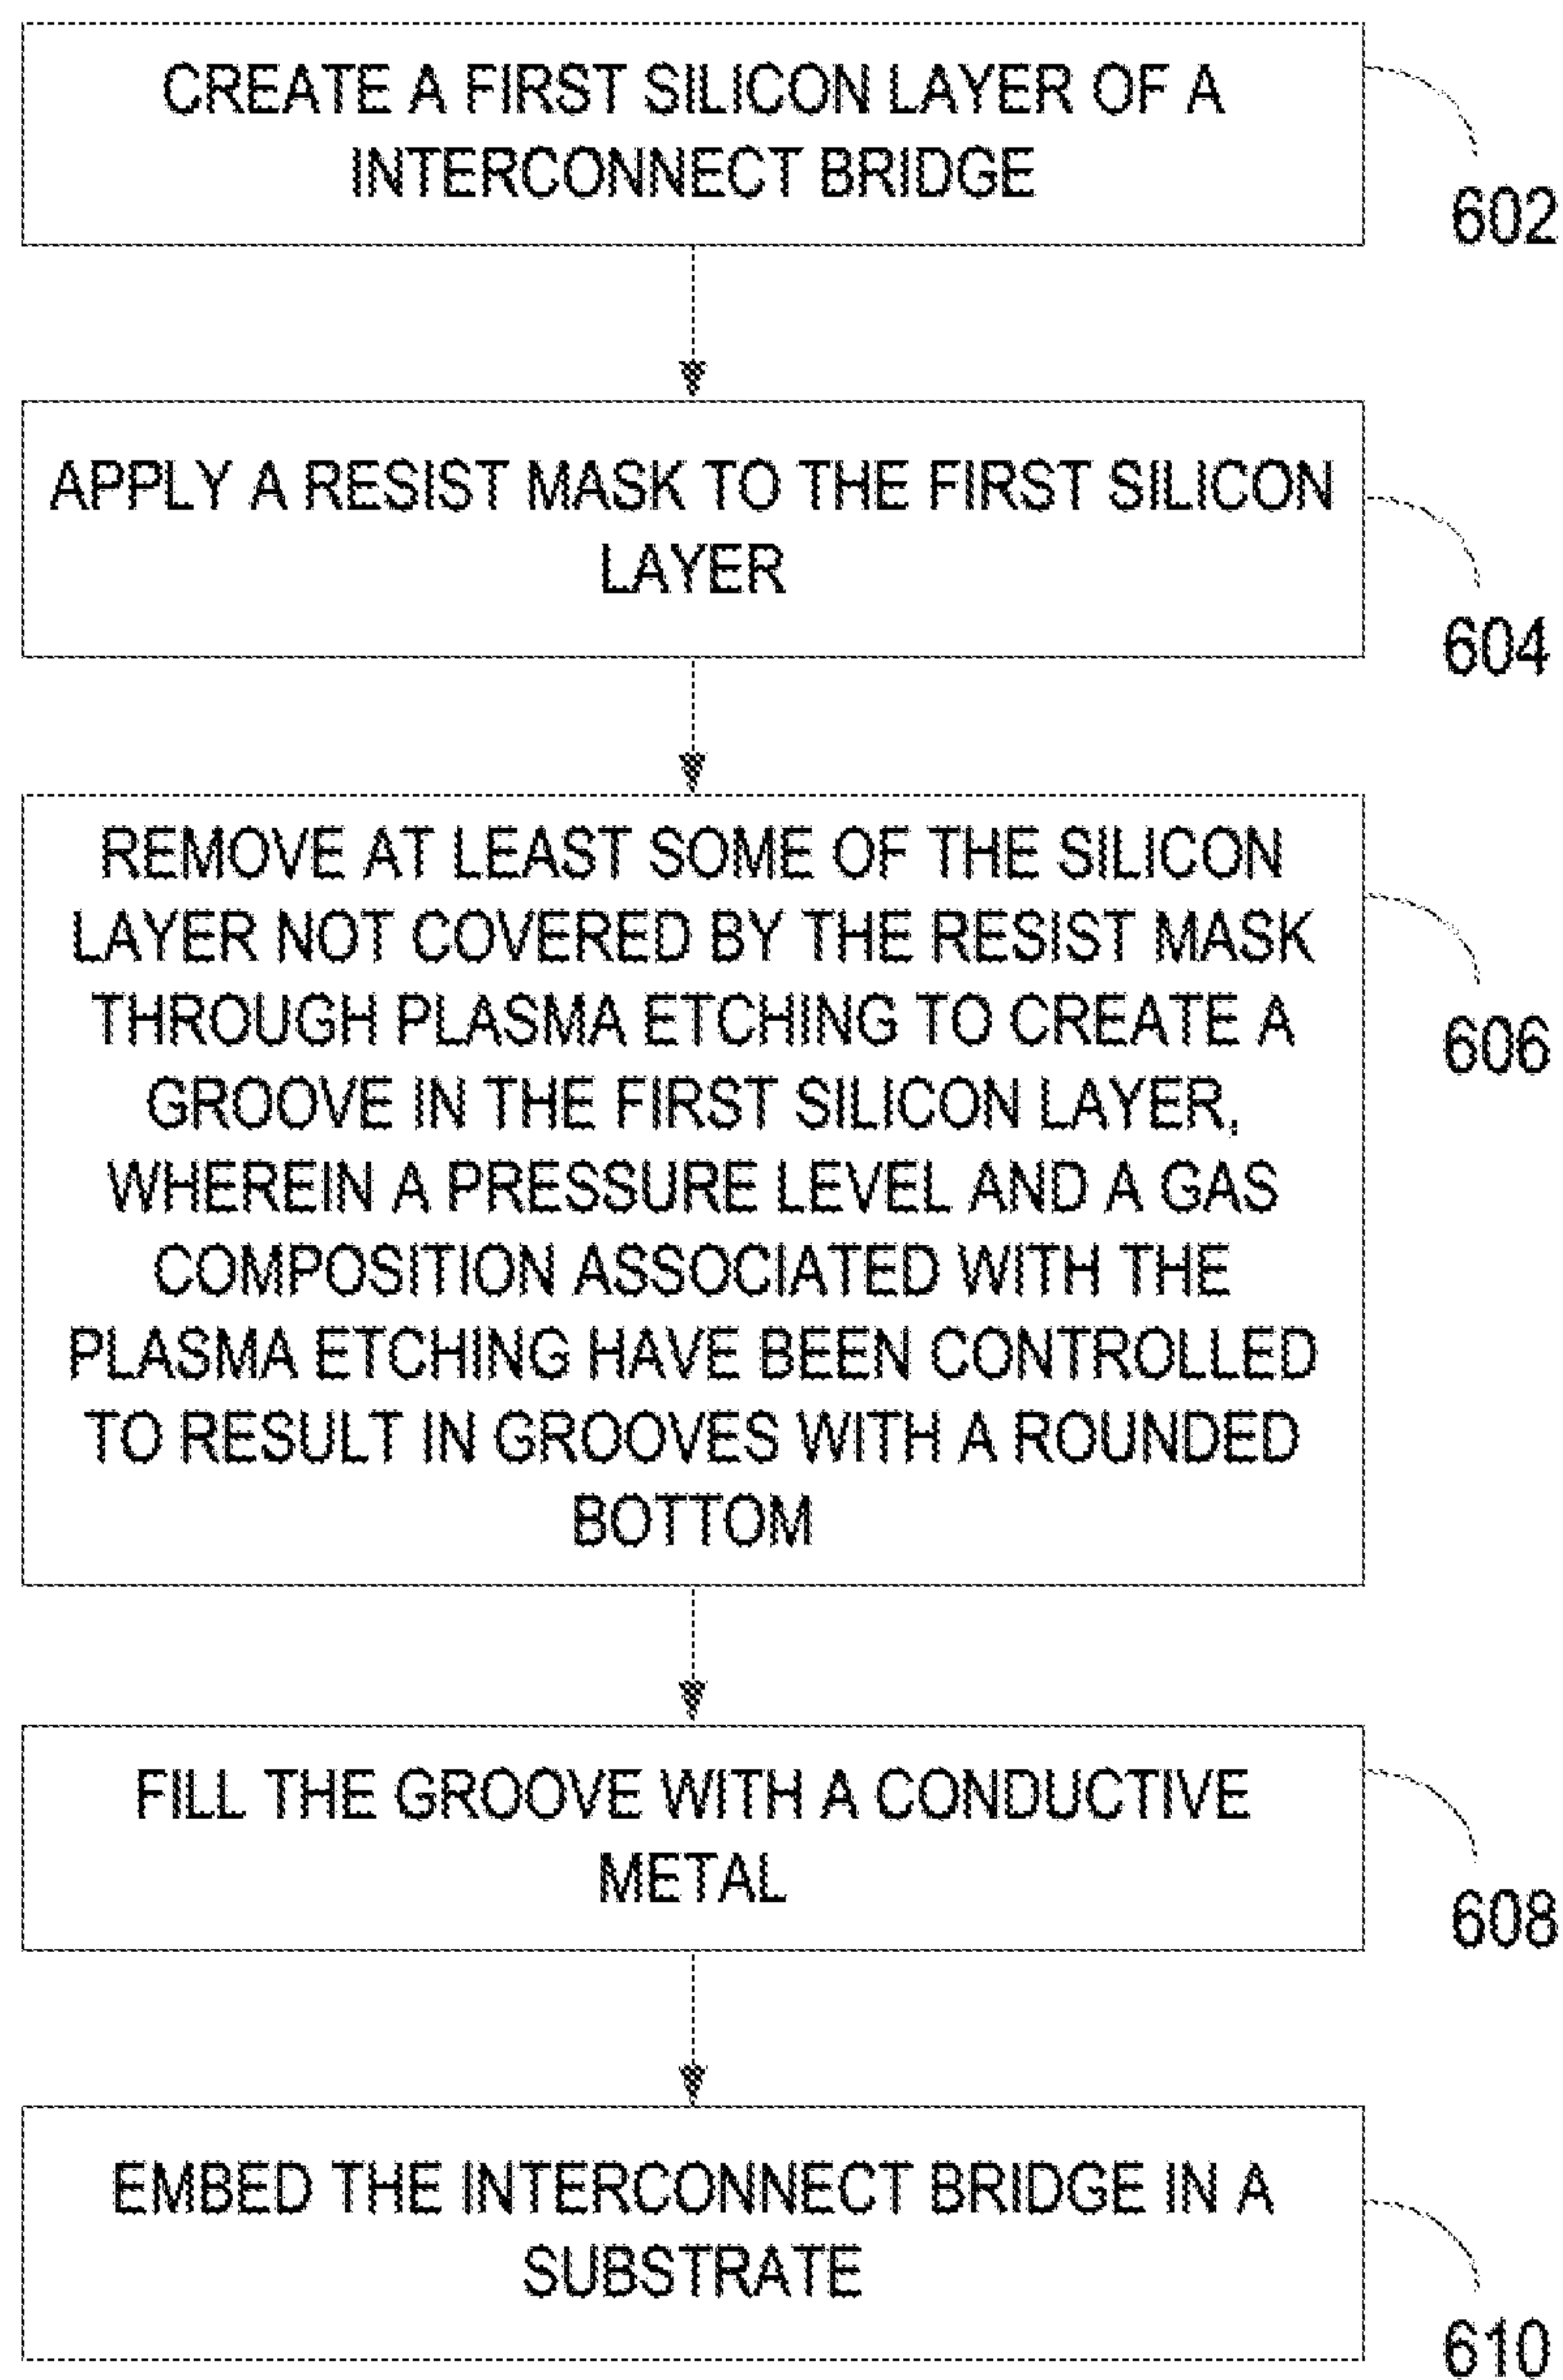 CREATE A FIRST SILICON LAYER OF A
INTERCONNECT BRIDGE
602
APPLY A RESIST MASK TO THE FIRST SILICON
LAYER
604
REMOVE AT LEAST SOME OF THE SILICON
LAYER NOT COVERED BY THE RESIST MASK
THROUGH PLASMA ETCHING TO CREATE A
GROOVE IN THE FIRST SILICON LAYER,
WHEREIN A PRESSURE LEVEL AND A GAS
COMPOSITION ASSOCIATED WITH THE
PLASMA ETCHING HAVE BEEN CONTROLLED
TO RESULT IN GROOVES WITH A ROUNDED
BOTTOM
606
FILL THE GROOVE WITH A CONDUCTIVE
METAL
608
EMBED THE INTERCONNECT BRIDGE IN A
SUBSTRATE
610